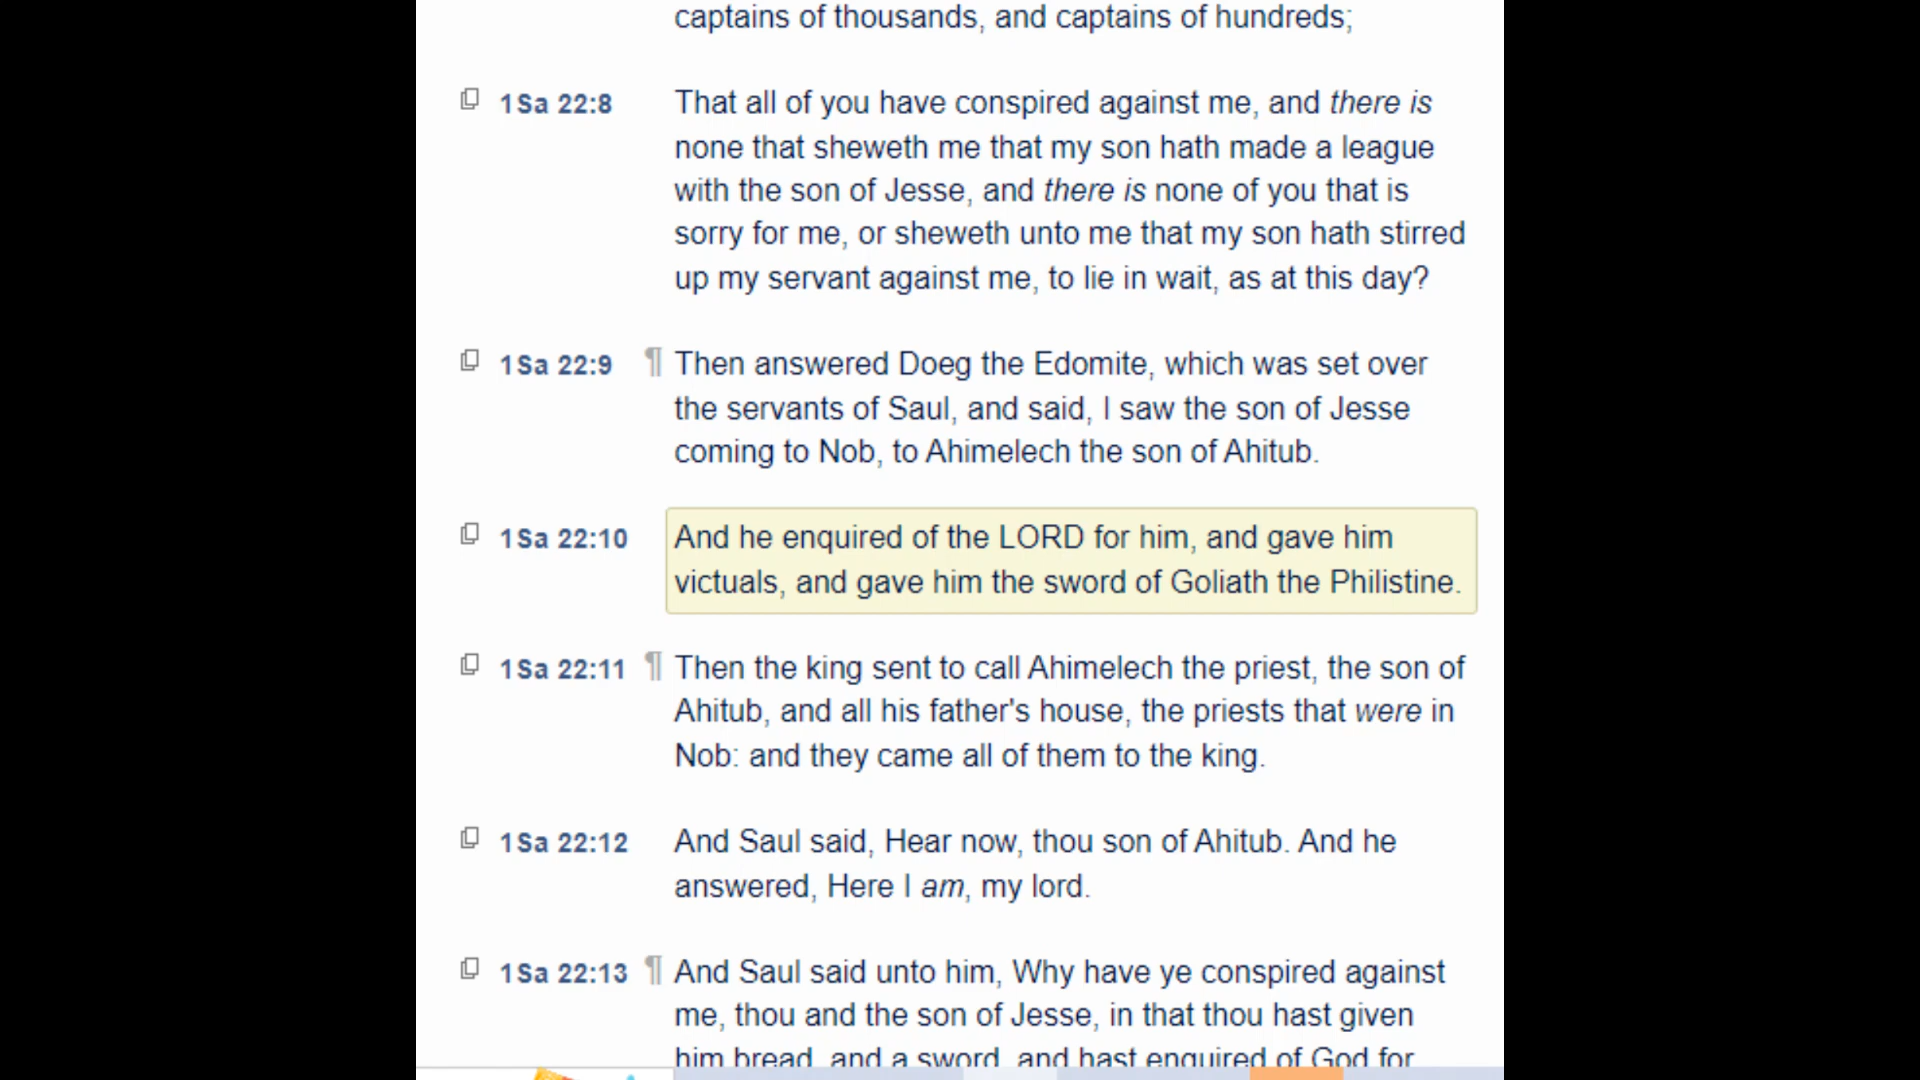 captains of thousands, and captains of hundreds;
1Sa 22:8 That all of you have conspired against me, and there is
none that sheweth me that my son hath made a league
with the son of Jesse, and there is none of you that is
sorry for me, or sheweth unto me that my son hath stirred
up my servant against me, to lie in wait, as at this day?
1Sa 22:9 ¶ Then answered Doeg the Edomite, which was set over
the servants of Saul, and said, I saw the son of Jesse
coming to Nob, to Ahimelech the son of Ahitub.
1Sa 22:10 And he enquired of the LORD for him, and gave him
victuals, and gave him the sword of Goliath the Philistine.
1Sa 22:11 ¶ Then the king sent to call Ahimelech the priest, the son of
Ahitub, and all his father's house, the priests that were in
Nob: and they came all of them to the king.
1Sa 22:12 And Saul said, Hear now, thou son of Ahitub. And he
answered, Here I am, my lord.
1Sa 22:13 ¶ And Saul said unto him, Why have ye conspired against
me, thou and the son of Jesse, in that thou hast given
him bread, and a sword, and hast enquired of God for